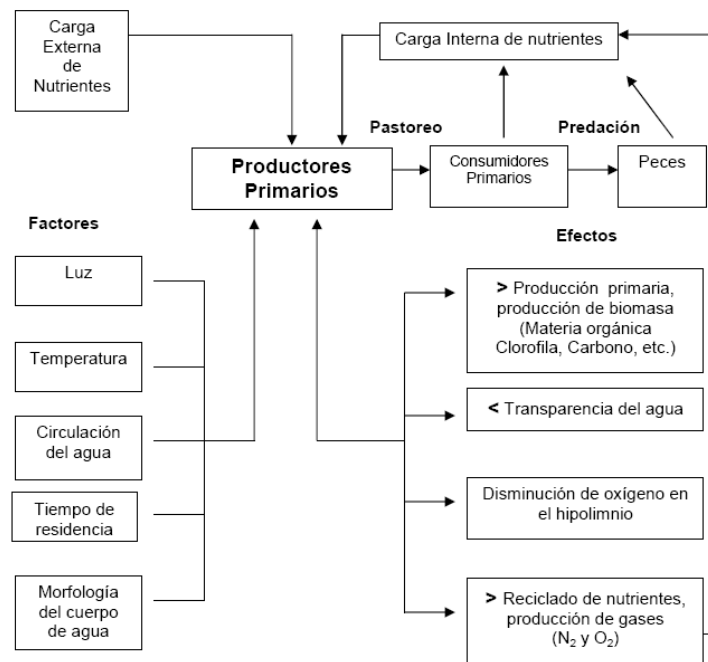 Carga
Externa
de
Nutrientes
Carga Interna de nutrientes
Pastoreo
Predación
Productores
Primarios
Consumidores
Primarios
Peces
Factores
Efectos
Luz
Temperatura
Circulación
del agua
Tiempo de
residencia
Morfología
del cuerpo
de agua
> Producción primaria,
producción de biomasa
(Materia orgánica
Clorofila, Carbono, etc.)
< Transparencia del agua
Disminución de oxígeno en
el hipolimnio
> Reciclado de nutrientes,
producción de gases
(N₂ y O₂)